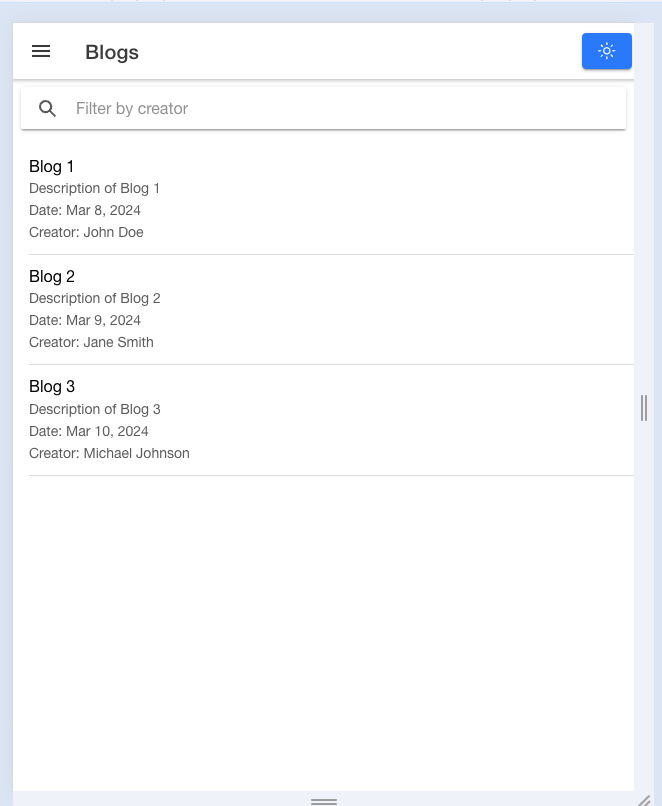 Blogs
Filter by creator
Blog 1
Description of Blog 1
Date: Mar 8, 2024
Creator: John Doe
Blog 2
Description of Blog 2
Date: Mar 9, 2024
Creator: Jane Smith
Blog 3
Description of Blog 3
Date: Mar 10, 2024
Creator: Michael Johnson